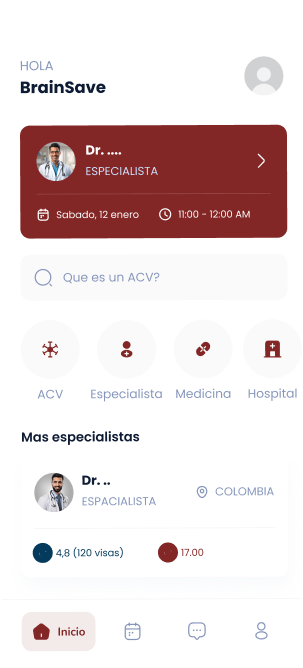 HOLA
BrainSave
Dr. ....
ESPECIALISTA
Sabado, 12 enero 11:00 - 12:00 AM
Que es un ACV?
ACV Especialista Medicina Hospital
Mas especialistas
Dr. ..
ESPACIALISTA COLOMBIA
4,8 (120 visas) 17.00
Inicio